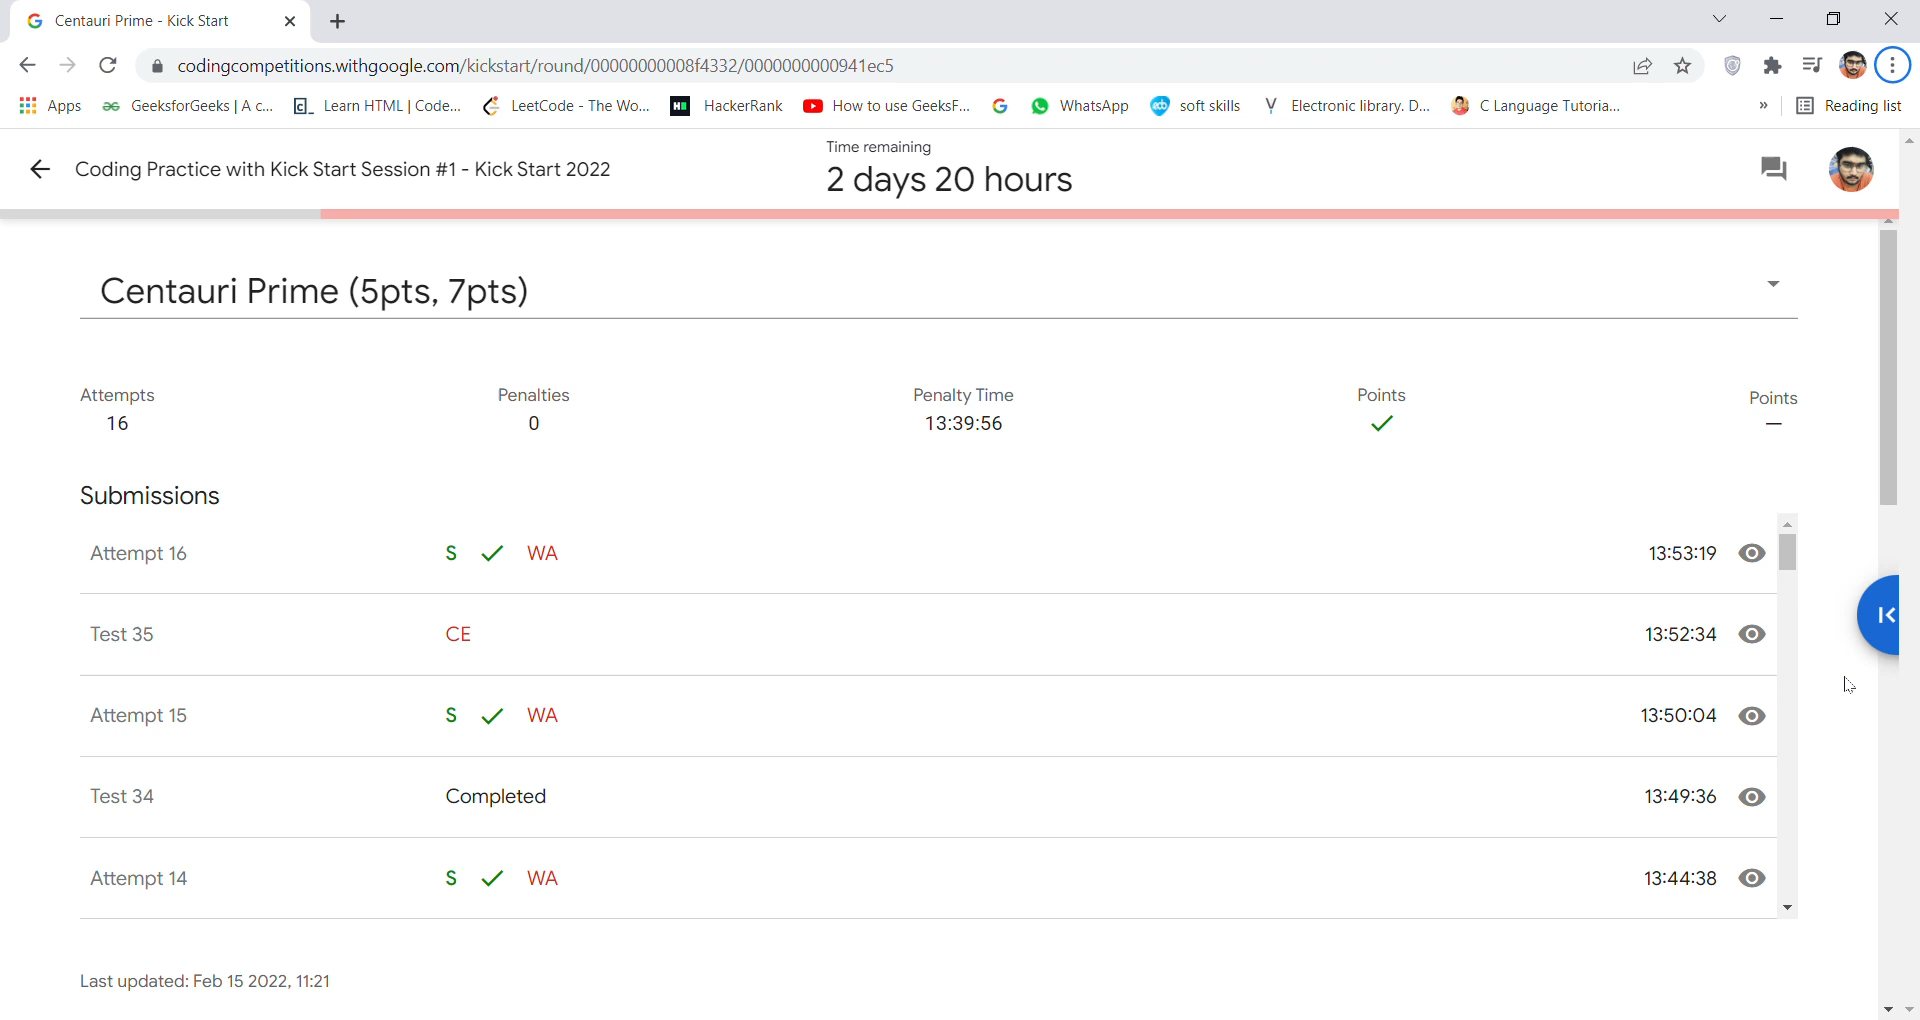 Centauri Prime - Kick Start
codingcompetitions.withgoogle.com/kickstart/round/00000000008f4332/0000000000941ec5
Apps GeeksforGeeks | A c... Learn HTML | Code... LeetCode - The Wo... HackerRank How to use GeeksF... WhatsApp soft skills Electronic library. D... C Language Tutoria... » Reading list
Coding Practice with Kick Start Session #1 - Kick Start 2022
Time remaining
2 days 20 hours
Centauri Prime (5pts, 7pts)
Attempts Penalties Penalty Time Points Points
16 0 13:39:56 —
Submissions
Attempt 16 S WA 13:53:19
Test 35 CE 13:52:34
Attempt 15 S WA 13:50:04
Test 34 Completed 13:49:36
Attempt 14 S WA 13:44:38
Last updated: Feb 15 2022, 11:21